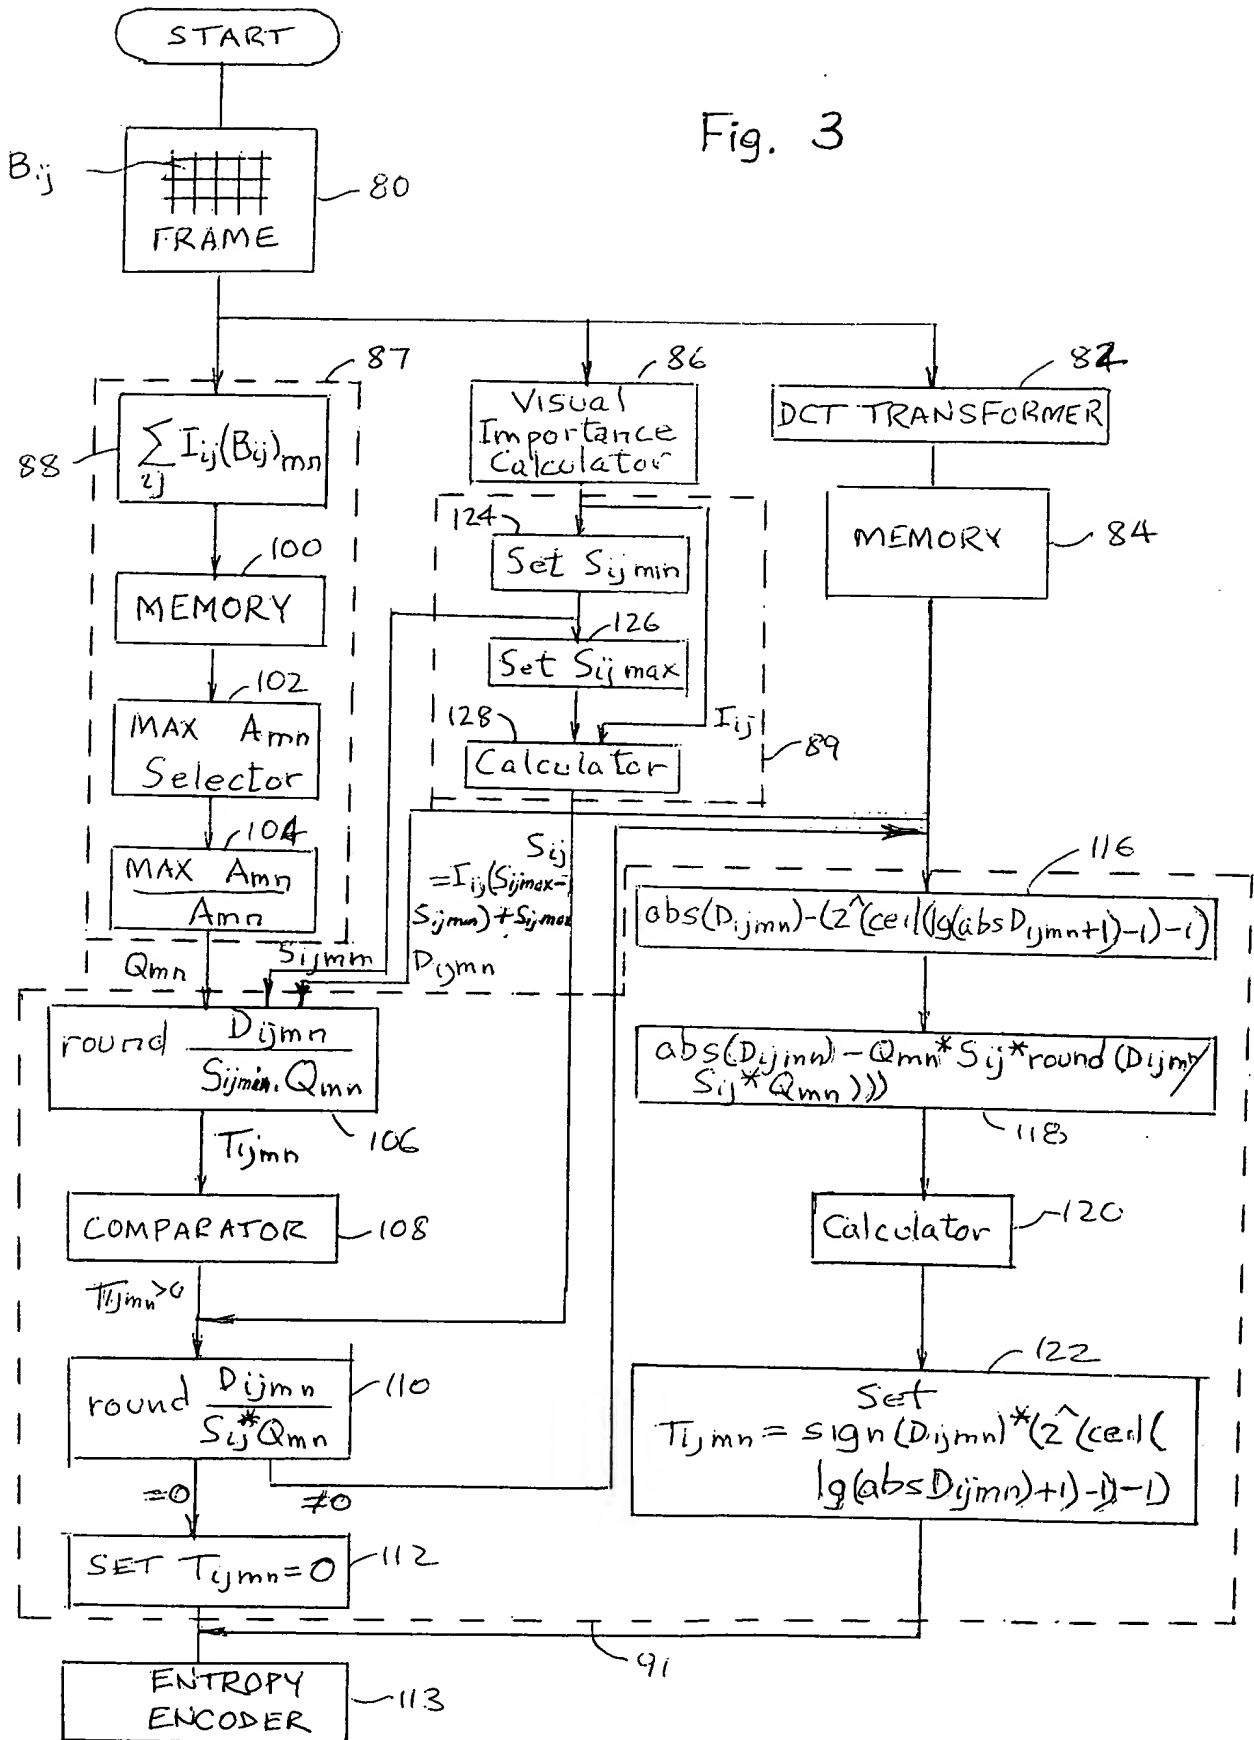 START
Fig. 3
Bij
FRAME
80
87
88
∑ Iij(Bij)mn
ij
100
MEMORY
102
MAX Amn
Selector
104
MAX Amn
Amn
Qmn
86
Visual
Importance
Calculator
124
Set Sijmin
126
Set Sijmax
128
Calculator
Iij
89
82
DCT TRANSFORMER
MEMORY
84
Sij
=Iij(Sijmax-
Sijmin)+Sijmax
Sijmin
Dijmn
116
abs(Dijmn)-(2^(ceil(lg(absDijmn+1)-1)-1)
abs(Dijmn)-Qmn*Sij*round(Dijmn/
Sij*Qmn)))
118
round Dijmn
Sijmin.Qmn
106
Tijmn
COMPARATOR
108
Tijmn>0
Calculator
120
round Dijmn
Sij*Qmn
110
=0
≠0
122
Set
Tijmn=sign(Dijmn)*(2^(ceil(
lg(absDijmn)+1)-1)-1)
SET Tijmn=0
112
91
ENTROPY
ENCODER
113